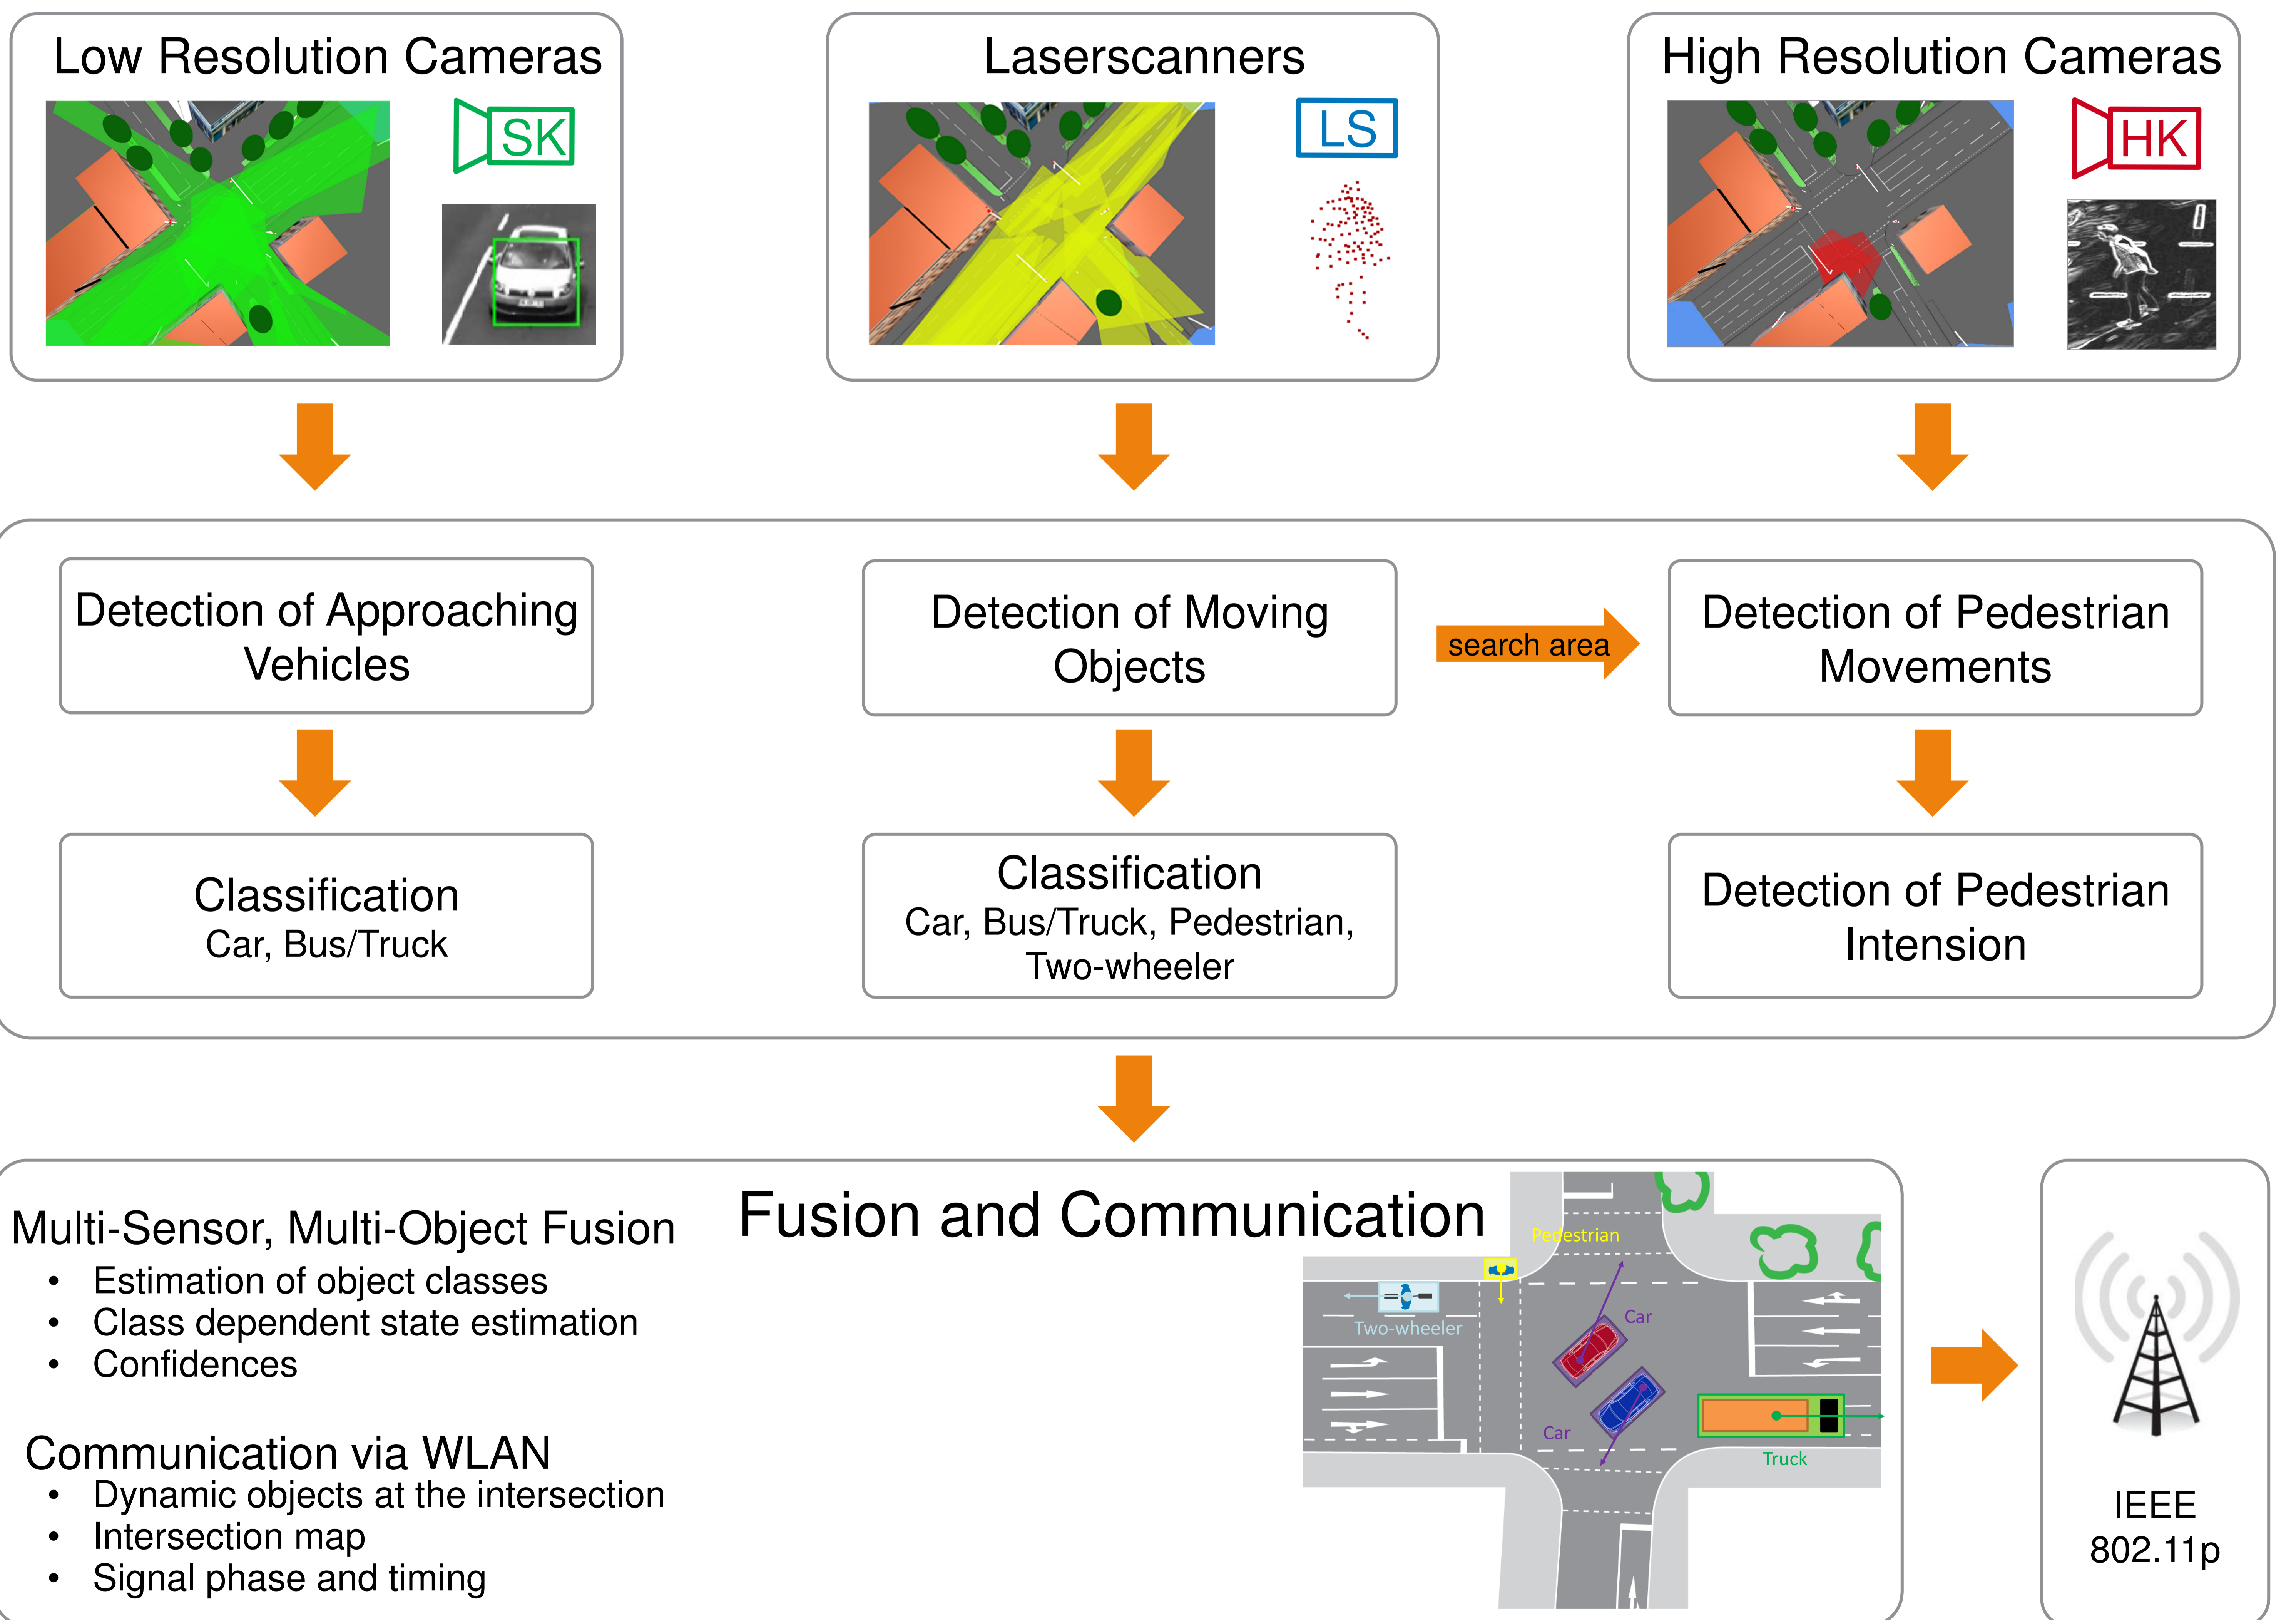 Low Resolution Cameras
SK
Laserscanners
LS
High Resolution Cameras
HK
Detection of Approaching
Vehicles
Detection of Moving
Objects
search area
Detection of Pedestrian
Movements
Classification
Car, Bus/Truck
Classification
Car, Bus/Truck, Pedestrian,
Two-wheeler
Detection of Pedestrian
Intension
Fusion and Communication
Multi-Sensor, Multi-Object Fusion
• Estimation of object classes
• Class dependent state estimation
• Confidences
Communication via WLAN
• Dynamic objects at the intersection
• Intersection map
• Signal phase and timing
Pedestrian
Two-wheeler
Car
Car
Truck
IEEE
802.11p